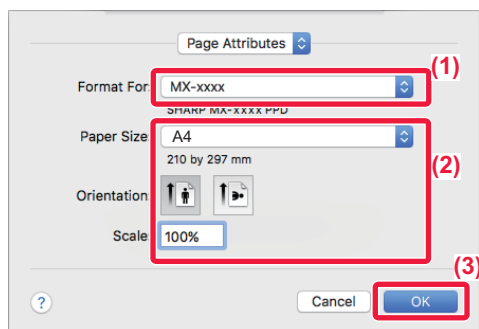 Page Attributes
(1)
Format For: MX-xxxx
SHARP MX-xxxx PPD
Paper Size: A4
210 by 297 mm
(2)
Orientation:
Scale: 100%
(3)
? Cancel OK